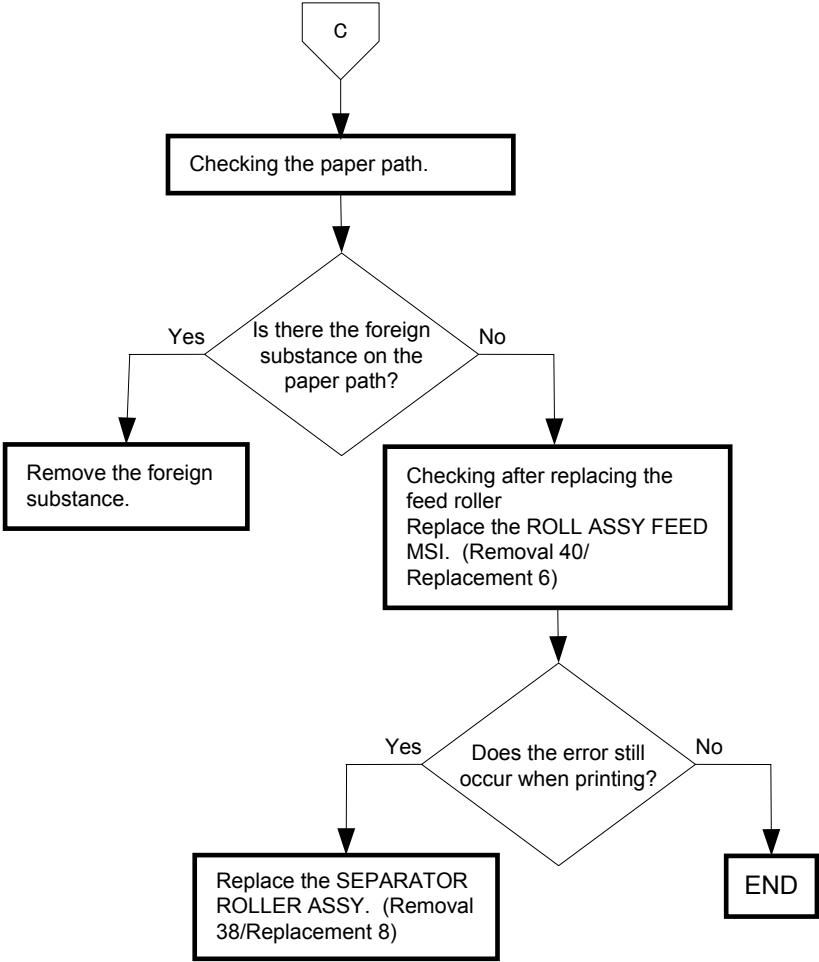 C
Checking the paper path.
Is there the foreign
substance on the
paper path?
Yes
No
Remove the foreign
substance.
Checking after replacing the
feed roller
Replace the ROLL ASSY FEED
MSI.  (Removal 40/
Replacement 6)
Does the error still
occur when printing?
Yes
No
Replace the SEPARATOR
ROLLER ASSY.  (Removal
38/Replacement 8)
END